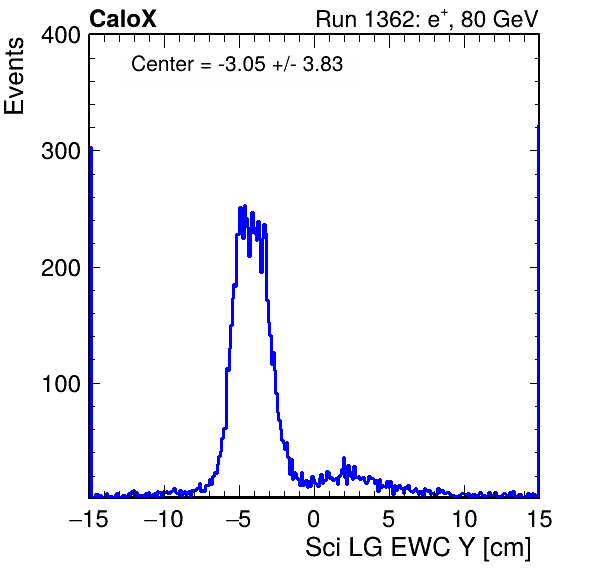 CaloX Run 1362: e⁺, 80 GeV
Center = -3.05 +/- 3.83
Events
400
300
200
100
−15 −10 −5 0 5 10 15
Sci LG EWC Y [cm]